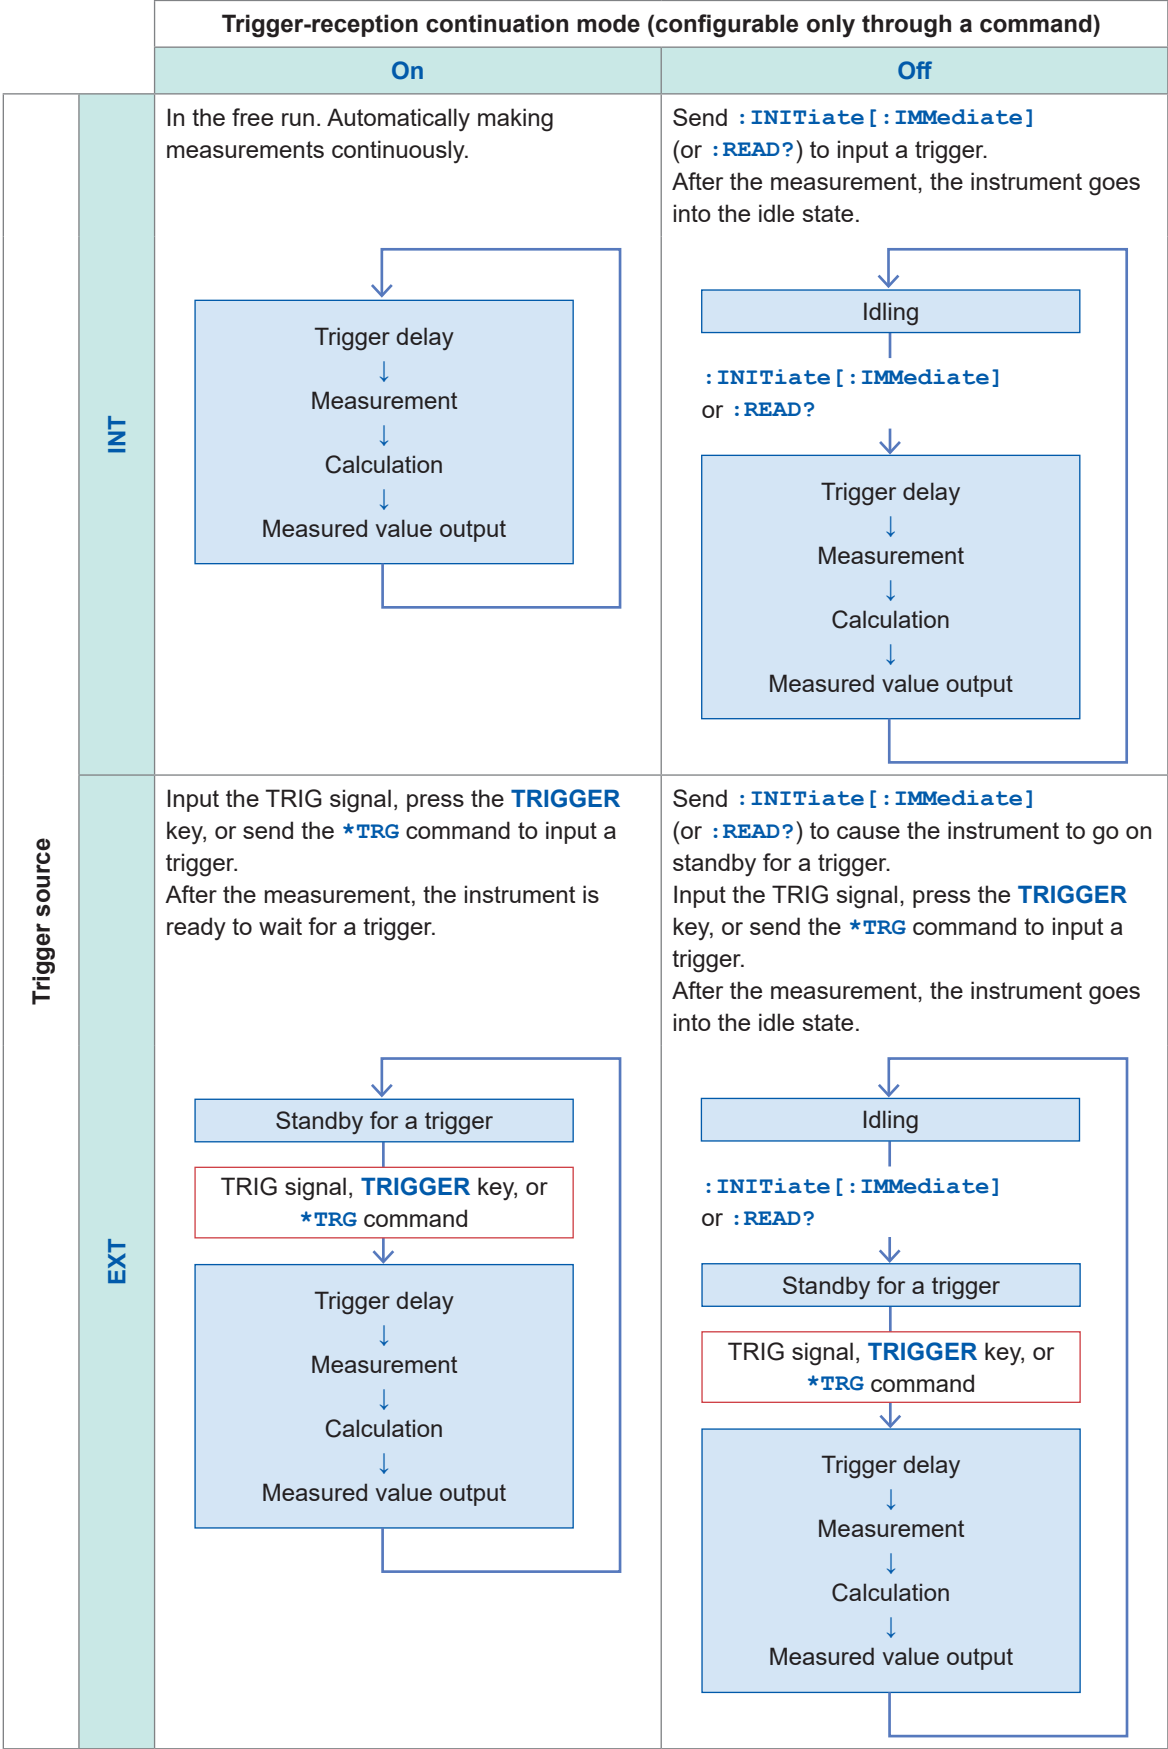 Trigger-reception continuation mode (configurable only through a command)
On
Off
Trigger source
INT
In the free run. Automatically making
measurements continuously.
Trigger delay
↓
Measurement
↓
Calculation
↓
Measured value output
Send :INITiate[:IMMediate]
(or :READ?) to input a trigger.
After the measurement, the instrument goes
into the idle state.
Idling
:INITiate[:IMMediate]
or :READ?
Trigger delay
↓
Measurement
↓
Calculation
↓
Measured value output
EXT
Input the TRIG signal, press the TRIGGER
key, or send the *TRG command to input a
trigger.
After the measurement, the instrument is
ready to wait for a trigger.
Standby for a trigger
TRIG signal, TRIGGER key, or
*TRG command
Trigger delay
↓
Measurement
↓
Calculation
↓
Measured value output
Send :INITiate[:IMMediate]
(or :READ?) to cause the instrument to go on
standby for a trigger.
Input the TRIG signal, press the TRIGGER
key, or send the *TRG command to input a
trigger.
After the measurement, the instrument goes
into the idle state.
Idling
:INITiate[:IMMediate]
or :READ?
Standby for a trigger
TRIG signal, TRIGGER key, or
*TRG command
Trigger delay
↓
Measurement
↓
Calculation
↓
Measured value output